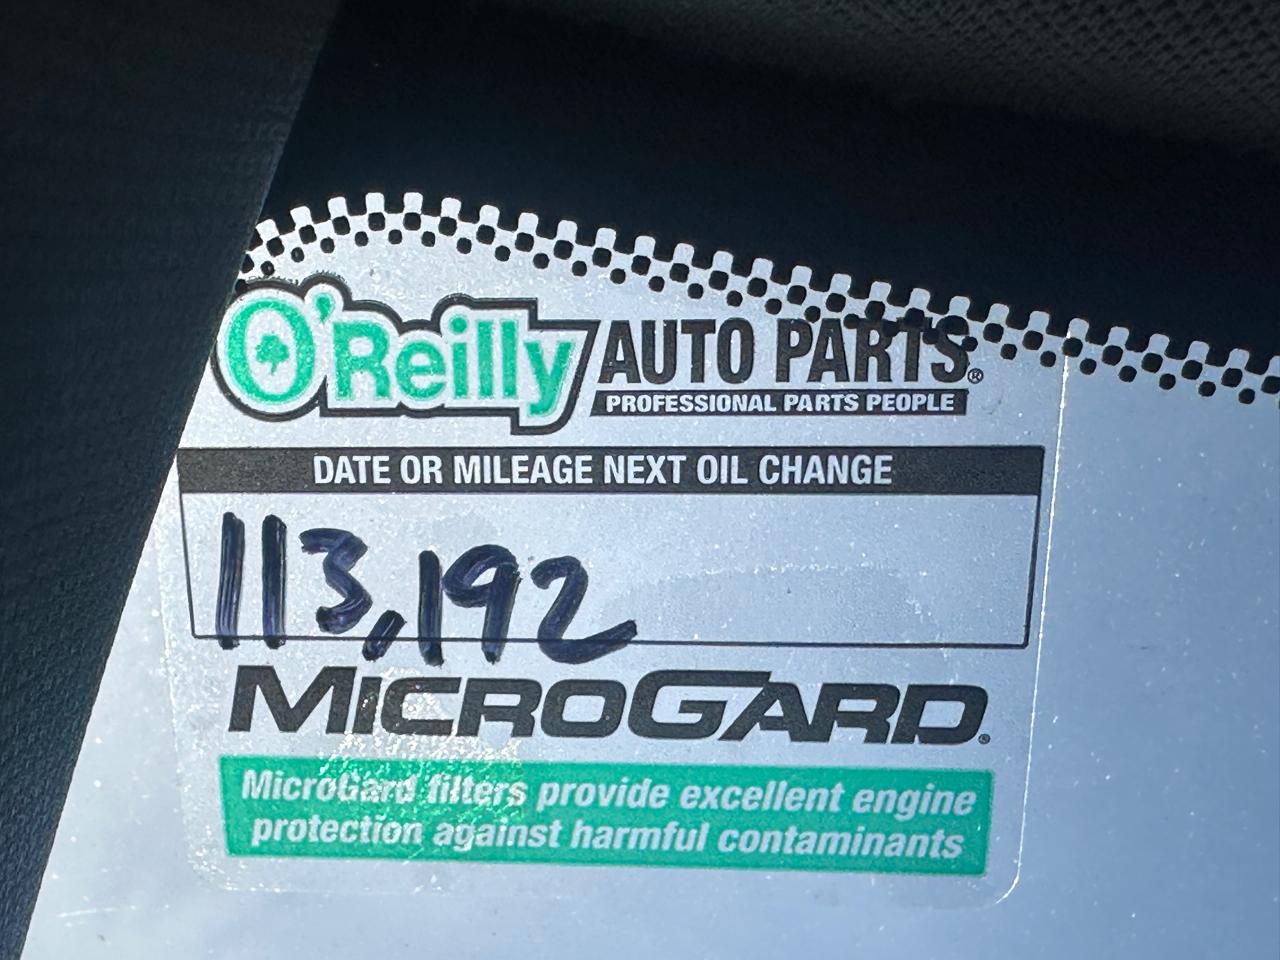 O'Reilly AUTO PARTS®
PROFESSIONAL PARTS PEOPLE
DATE OR MILEAGE NEXT OIL CHANGE
113,192
MICROGARD®
MicroGard filters provide excellent engine
protection against harmful contaminants